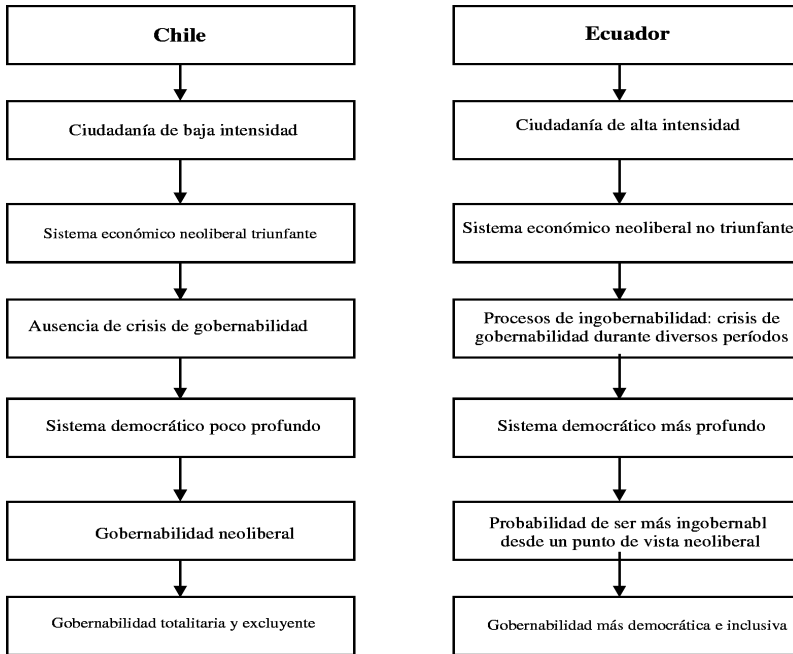 Chile
Ciudadanía de baja intensidad
Sistema económico neoliberal triunfante
Ausencia de crisis de gobernabilidad
Sistema democrático poco profundo
Gobernabilidad neoliberal
Gobernabilidad totalitaria y excluyente
Ecuador
Ciudadanía de alta intensidad
Sistema económico neoliberal no triunfante
Procesos de ingobernabilidad: crisis de
gobernabilidad durante diversos períodos
Sistema democrático más profundo
Probabilidad de ser más ingobernabl
desde un punto de vista neoliberal
Gobernabilidad más democrática e inclusiva